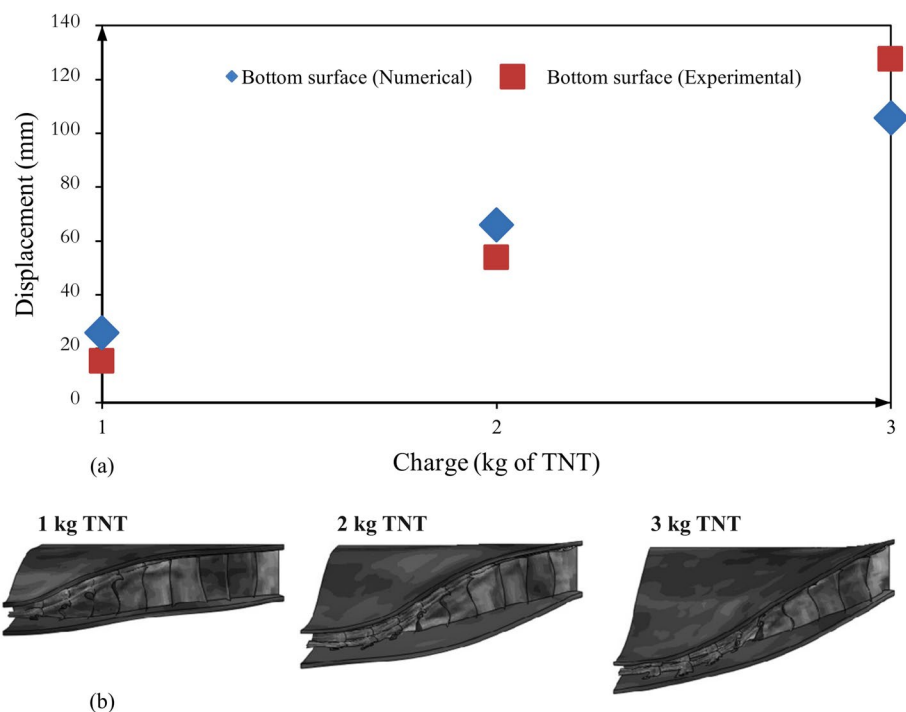 140
120
100
80
60
40
20
0
Displacement (mm)
Bottom surface (Numerical)
Bottom surface (Experimental)
1 2 3
Charge (kg of TNT)
(a)
1 kg TNT
2 kg TNT
3 kg TNT
(b)